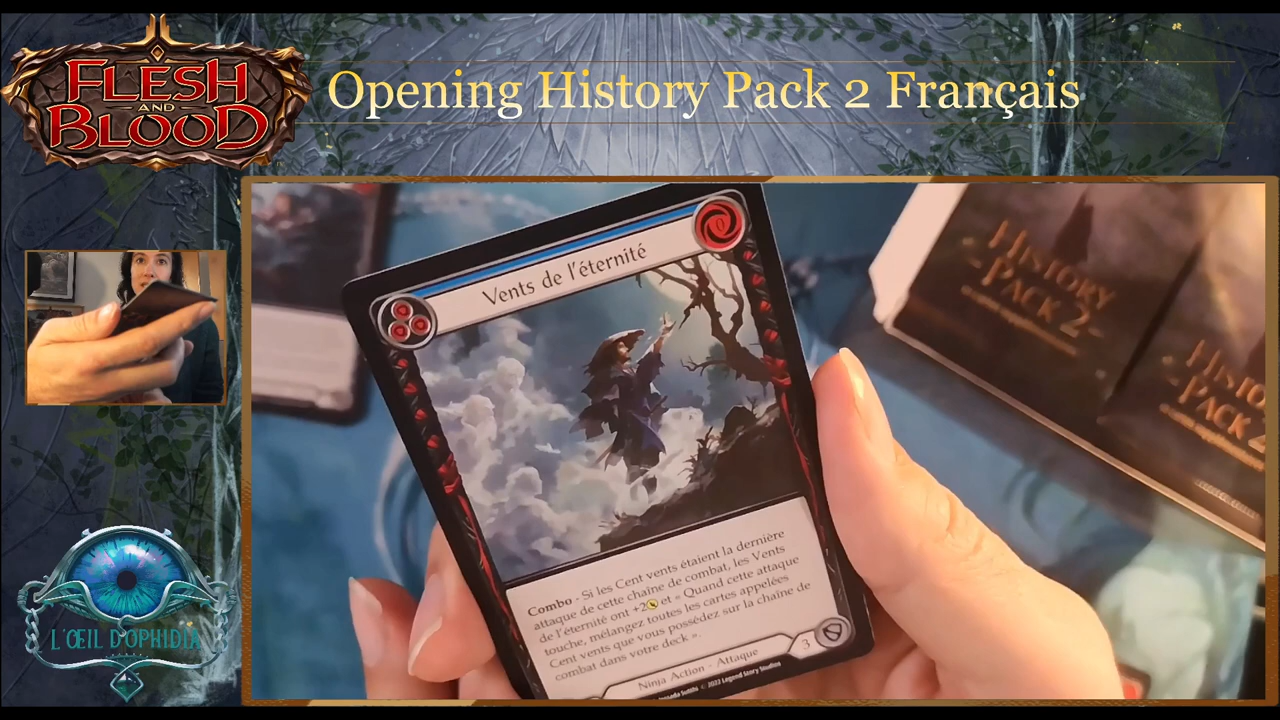 FLESH
AND
BLOOD
Opening History Pack 2 Français
Vents de l'éternité
HISTORY
PACK 2
HISTO
PACK 2
Combo - Si les Cent vents étaient la dernière
attaque de cette chaîne de combat, les Vents
de l'éternité ont +2 et « Quand cette attaque
touche, mélangez toutes les cartes appelées
Cent vents que vous possédez sur la chaîne de
combat dans votre deck ».
Ninja Action - Attaque
3
© 2023 Legend Story Studios
L'ŒIL D'OPHIDIA